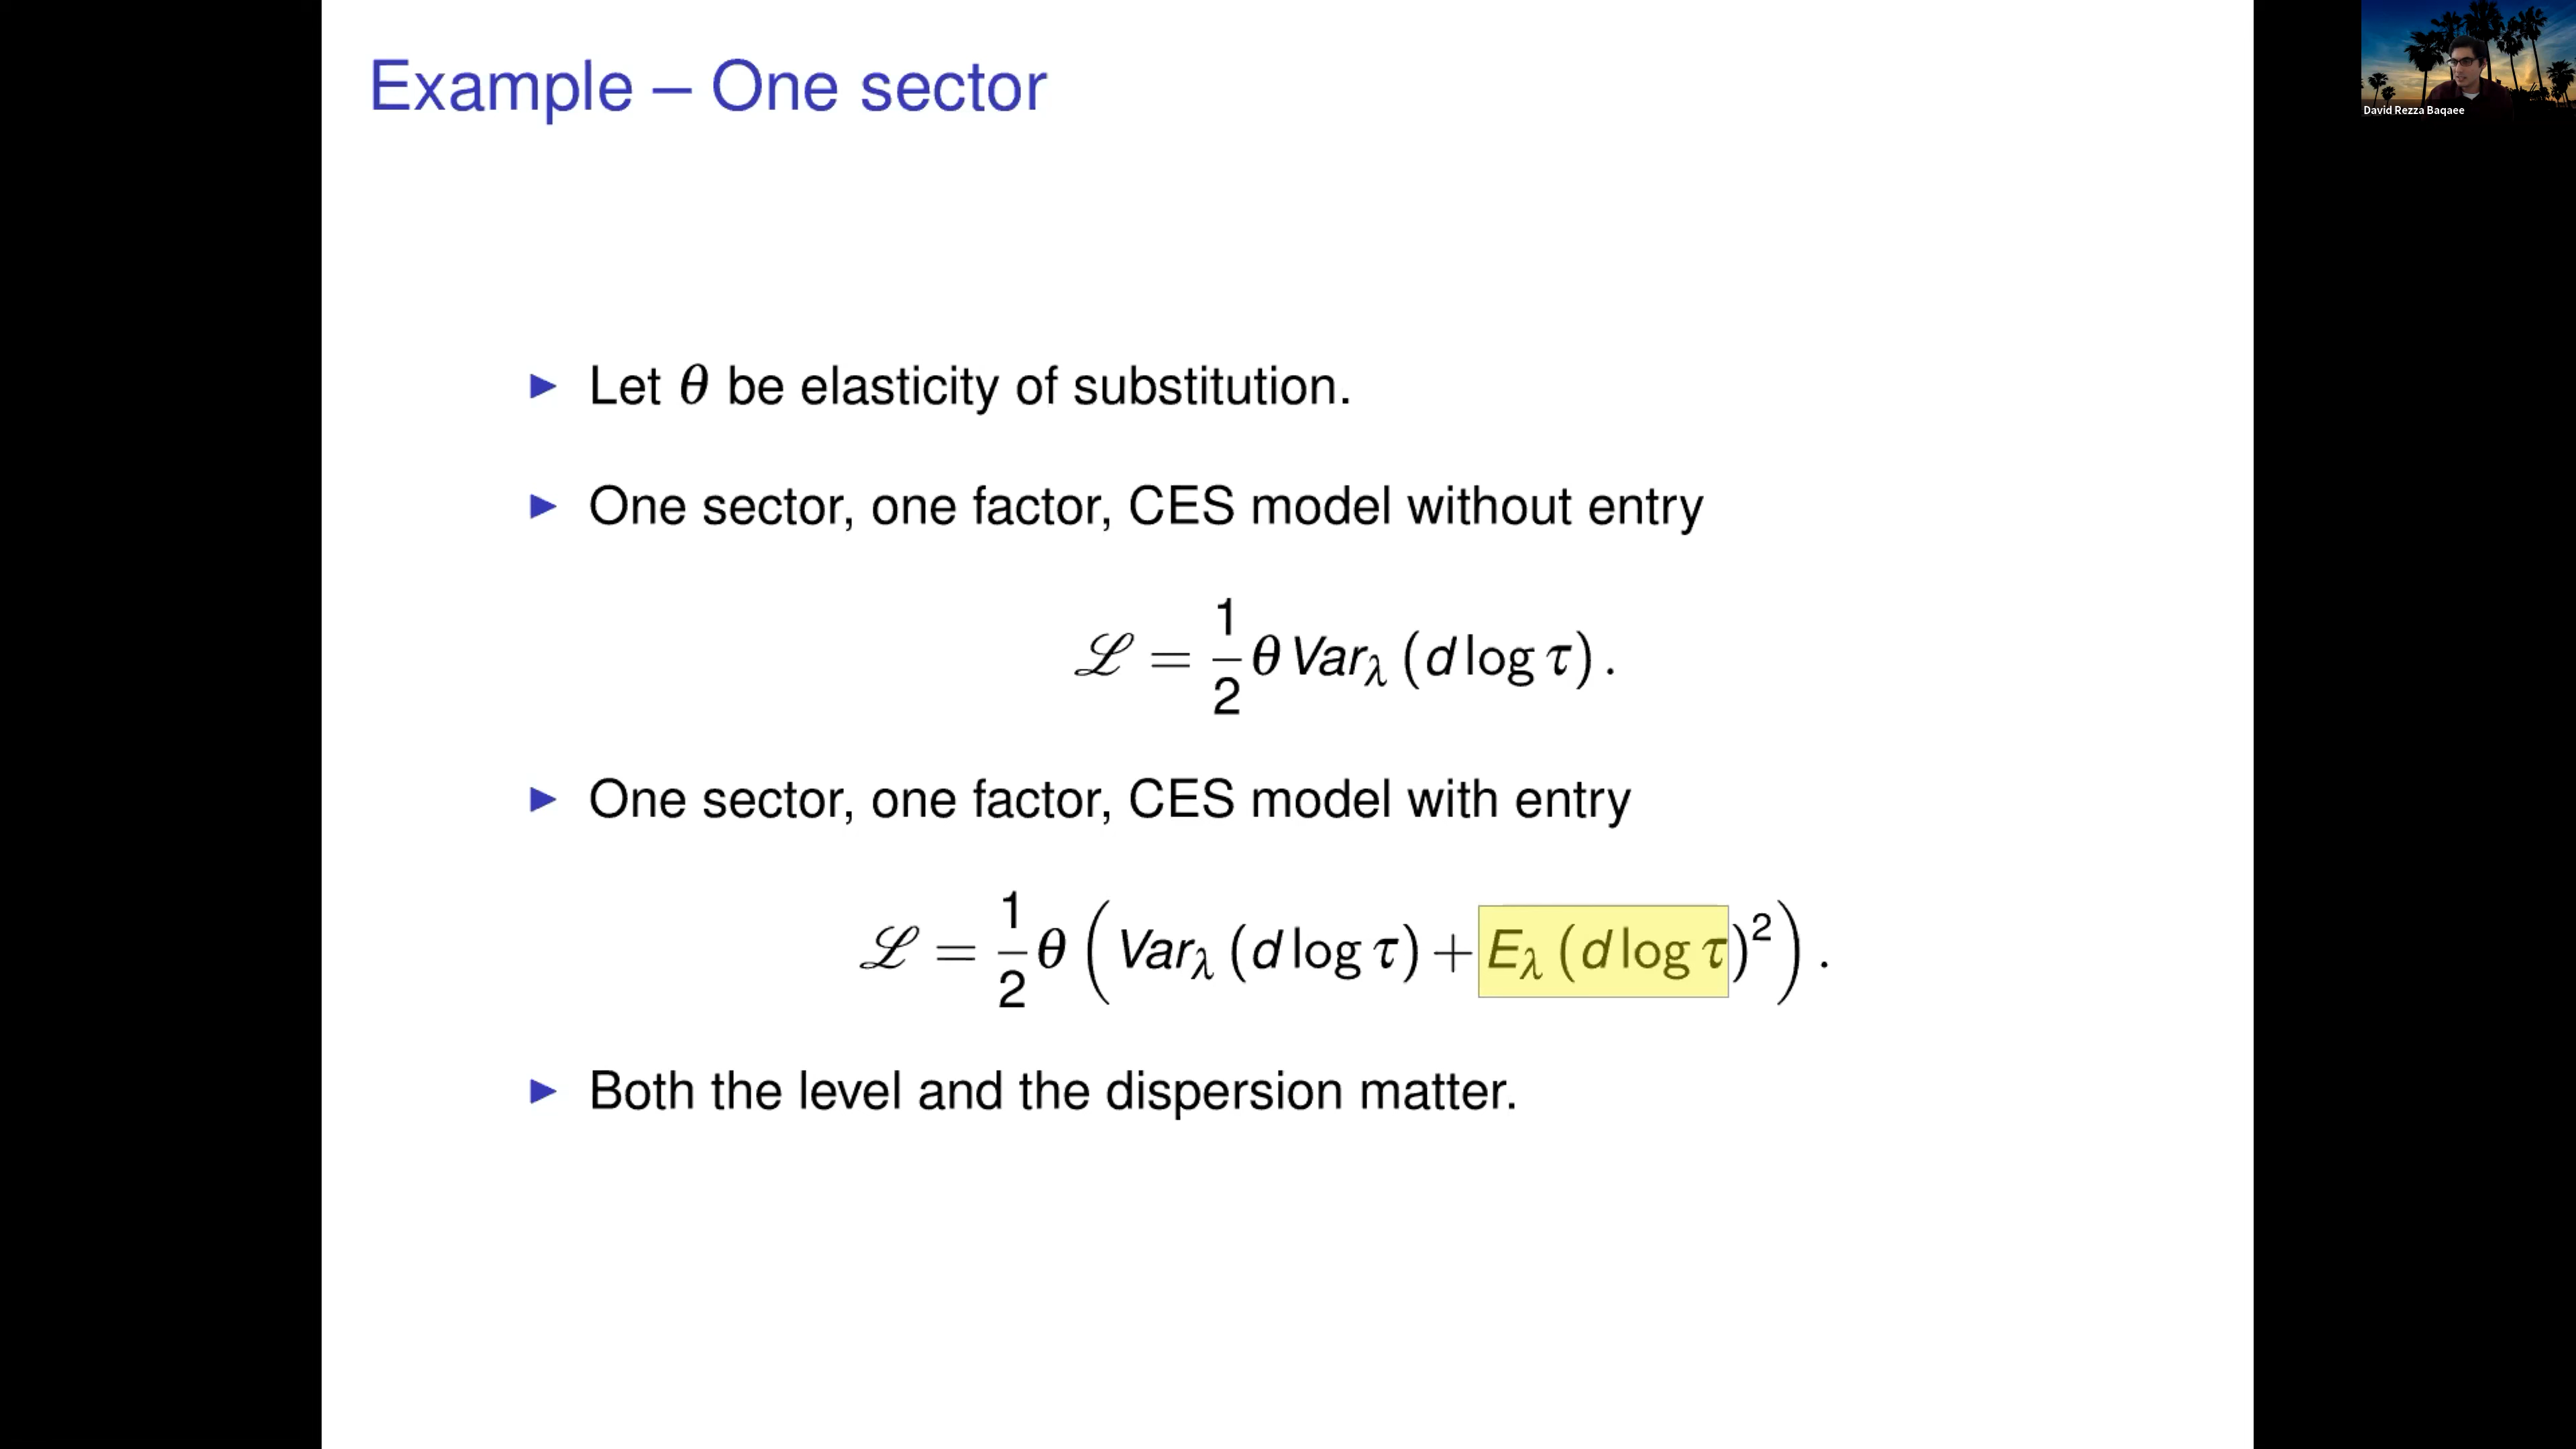 Example – One sector
David Rezza Baqaee
▶ Let θ be elasticity of substitution.
▶ One sector, one factor, CES model without entry
ℒ = 1/2 θ Var_λ (d log τ) .
▶ One sector, one factor, CES model with entry
ℒ = 1/2 θ ( Var_λ (d log τ) + E_λ (d log τ)² ) .
▶ Both the level and the dispersion matter.